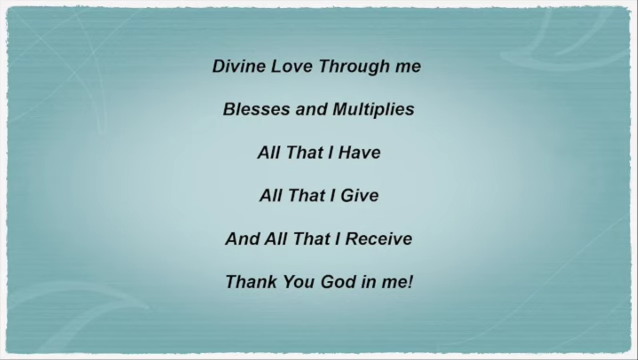 Divine Love Through me
Blesses and Multiplies
All That I Have
All That I Give
And All That I Receive
Thank You God in me!